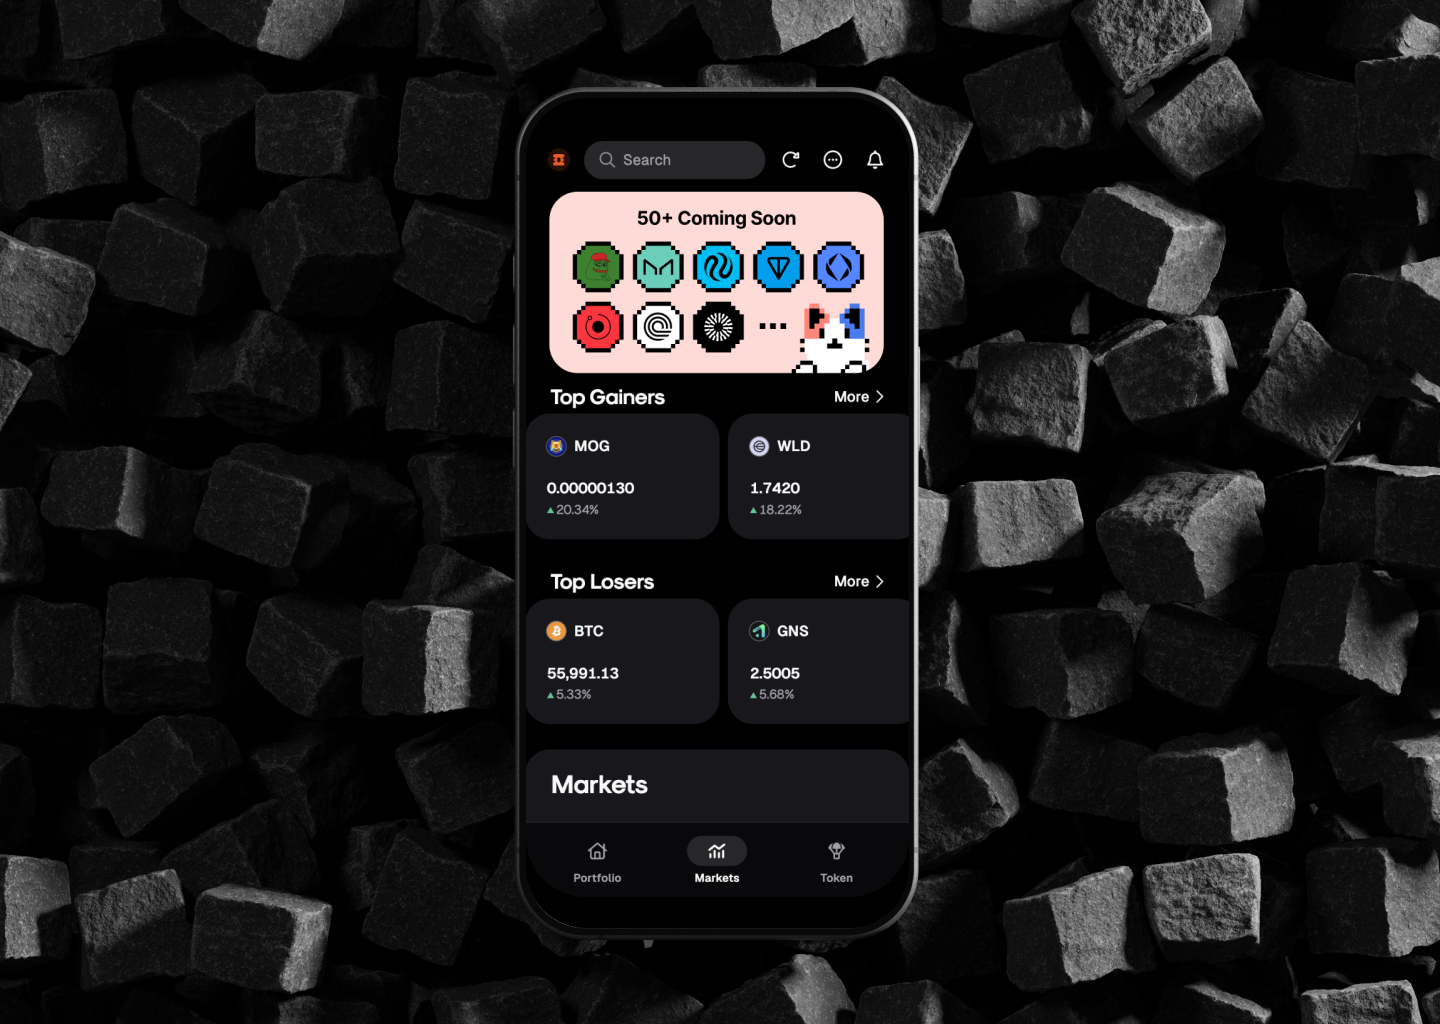 Search
50+ Coming Soon
Top Gainers
More
MOG
WLD
0.00000130
1.7420
20.34%
18.22%
Top Losers
More
BTC
GNS
55,991.13
2.5005
5.33%
5.68%
Markets
Portfolio
Markets
Token